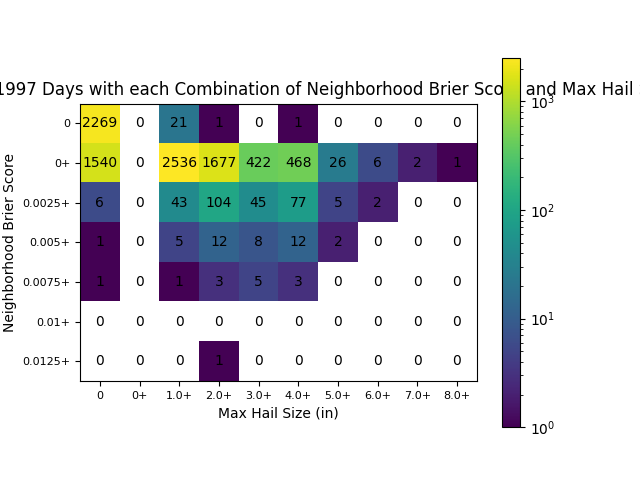 1997 Days with each Combination of Neighborhood Brier Sco and Max Hail
Neighborhood Brier Score
0 2269 0 21 1 0 1 0 0 0 0
0+ 1540 0 2536 1677 422 468 26 6 2 1
0.0025+ 6 0 43 104 45 77 5 2 0 0
0.005+ 1 0 5 12 8 12 2 0 0 0
0.0075+ 1 0 1 3 5 3 0 0 0 0
0.01+ 0 0 0 0 0 0 0 0 0 0
0.0125+ 0 0 0 1 0 0 0 0 0 0
0 0+ 1.0+ 2.0+ 3.0+ 4.0+ 5.0+ 6.0+ 7.0+ 8.0+
Max Hail Size (in)
10³
10²
10¹
10⁰